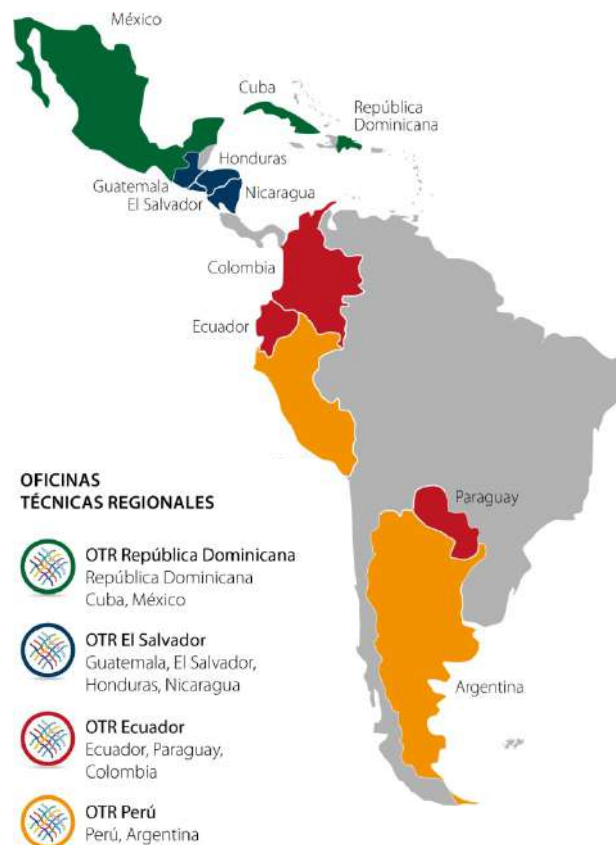 México
Cuba
República
Dominicana
Honduras
Guatemala
El Salvador
Nicaragua
Colombia
Ecuador
Paraguay
Argentina
OFICINAS
TÉCNICAS REGIONALES
OTR República Dominicana
República Dominicana
Cuba, México
OTR El Salvador
Guatemala, El Salvador,
Honduras, Nicaragua
OTR Ecuador
Ecuador, Paraguay,
Colombia
OTR Perú
Perú, Argentina